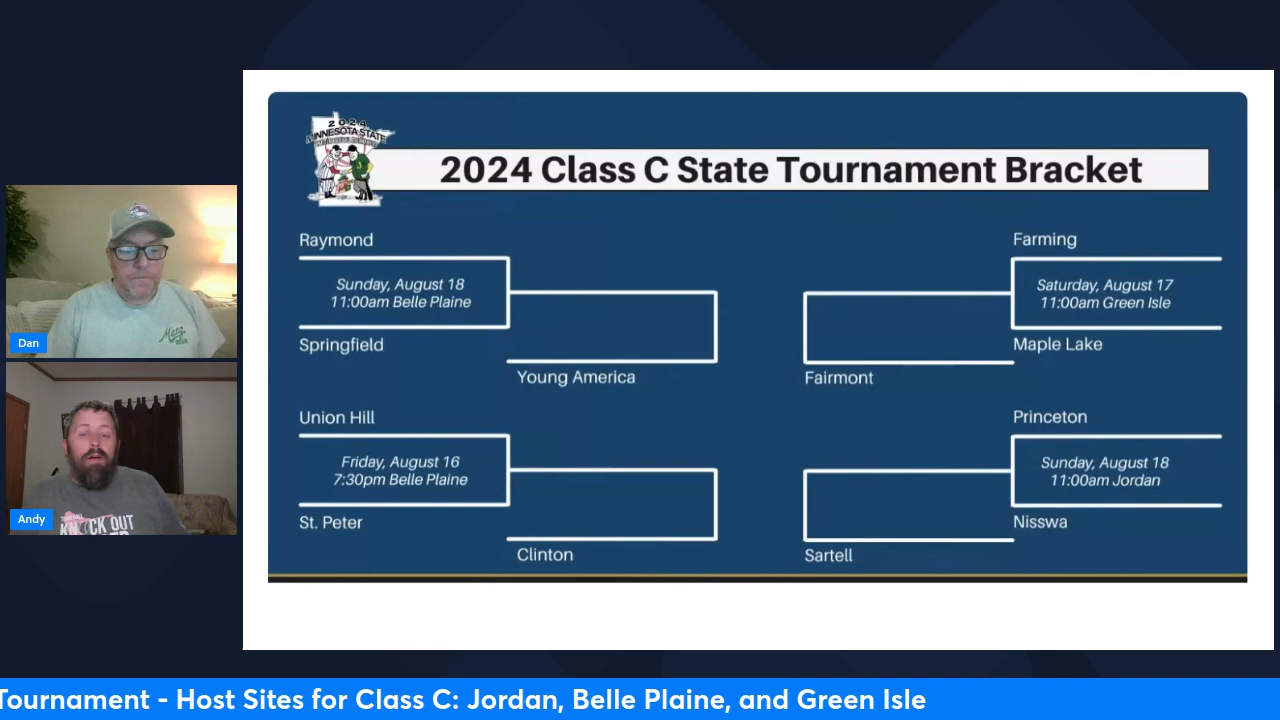 2024
MINNESOTA STATE
2024 Class C State Tournament Bracket
Raymond
Sunday, August 18
11:00am Belle Plaine
Springfield
Young America
Union Hill
Friday, August 16
7:30pm Belle Plaine
St. Peter
Clinton
Farming
Saturday, August 17
11:00am Green Isle
Maple Lake
Fairmont
Princeton
Sunday, August 18
11:00am Jordan
Nisswa
Sartell
Dan
Andy
Tournament - Host Sites for Class C: Jordan, Belle Plaine, and Green Isle